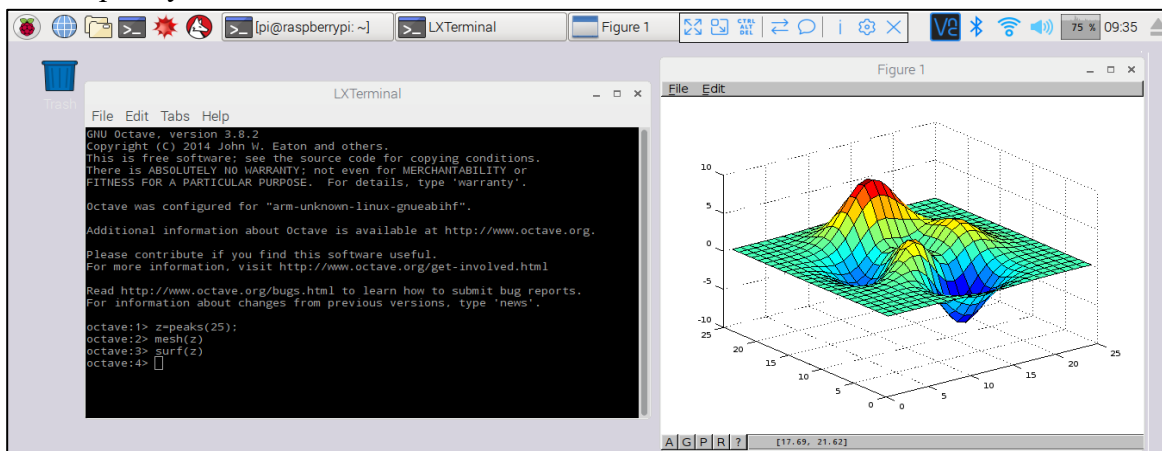 [pi@raspberrypi: ~]
LXTerminal
Figure 1
CTRL
ALT
DEL
75 %
09:35
Trash
LXTerminal
File Edit Tabs Help
GNU Octave, version 3.8.2
Copyright (C) 2014 John W. Eaton and others.
This is free software; see the source code for copying conditions.
There is ABSOLUTELY NO WARRANTY; not even for MERCHANTABILITY or
FITNESS FOR A PARTICULAR PURPOSE.  For details, type 'warranty'.
Octave was configured for "arm-unknown-linux-gnueabihf".
Additional information about Octave is available at http://www.octave.org.
Please contribute if you find this software useful.
For more information, visit http://www.octave.org/get-involved.html
Read http://www.octave.org/bugs.html to learn how to submit bug reports.
For information about changes from previous versions, type 'news'.
octave:1> z=peaks(25);
octave:2> mesh(z)
octave:3> surf(z)
octave:4>
Figure 1
File Edit
10
5
0
-5
-10
25
20
15
10
5
0
0
5
10
15
20
25
A G P R ? [17.69, 21.62]